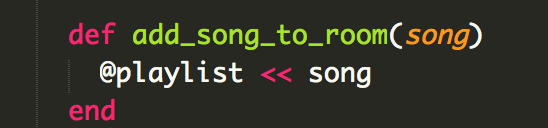 def add_song_to_room(song)
  @playlist << song
end